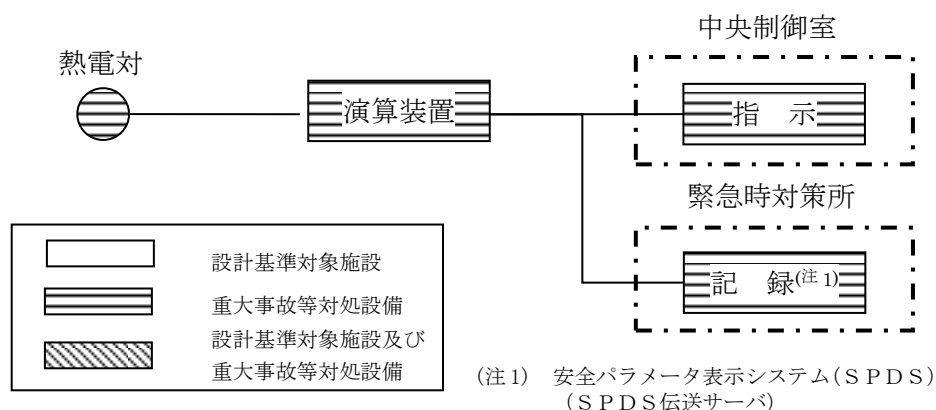 中央制御室
熱電対
演算装置
指　示
緊急時対策所
記　録(注1)
設計基準対象施設
重大事故等対処設備
設計基準対象施設及び
重大事故等対処設備
(注1)　安全パラメータ表示システム(ＳＰＤＳ)
(ＳＰＤＳ伝送サーバ)